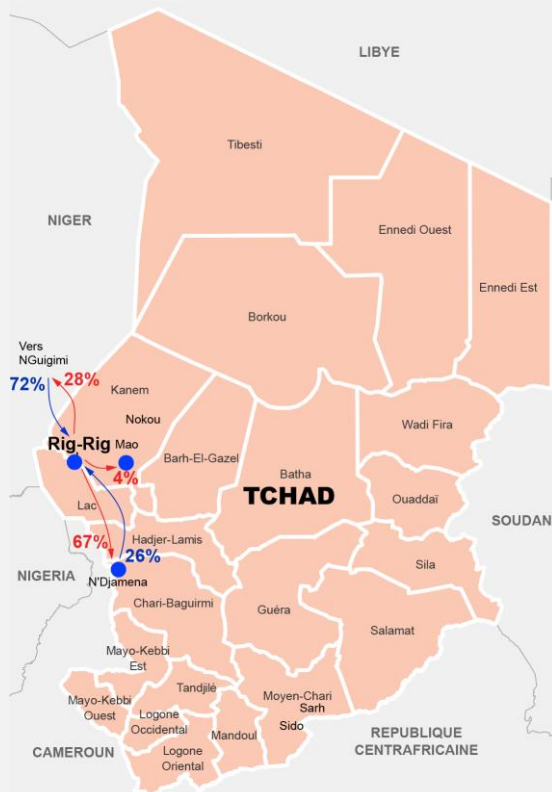 LIBYE
Tibesti
NIGER
Ennedi Ouest
Ennedi Est
Borkou
Vers
NGuigimi
72%
28%
Kanem
Nokou
Wadi Fira
Rig-Rig
Mao
Barh-El-Gazel
4%
Batha
TCHAD
Ouaddaï
Lac
SOUDAN
67%
Hadjer-Lamis
26%
Sila
NIGERIA
N'Djamena
Chari-Baguirmi
Guéra
Salamat
Mayo-Kebbi
Est
Tandjilé
Moyen-Chari
Sarh
Mayo-Kebbi
Ouest
Logone
Occidental
Sido
Mandoul
REPUBLIQUE
CENTRAFRICAINE
CAMEROUN
Logone
Oriental